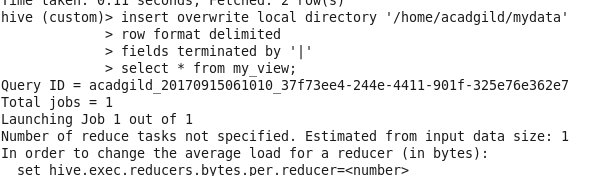 Time taken: 0.11 seconds, Fetched: 2 row(s)
hive (custom)> insert overwrite local directory '/home/acadgild/mydata'
> row format delimited
> fields terminated by '|'
> select * from my_view;
Query ID = acadgild_20170915061010_37f73ee4-244e-4411-901f-325e76e362e7
Total jobs = 1
Launching Job 1 out of 1
Number of reduce tasks not specified. Estimated from input data size: 1
In order to change the average load for a reducer (in bytes):
set hive.exec.reducers.bytes.per.reducer=<number>